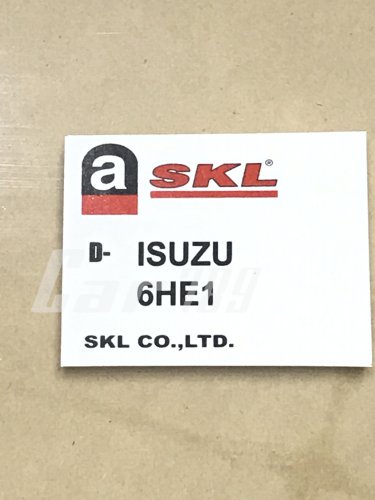 a SKL®
D- ISUZU
6HE1
SKL CO.,LTD.